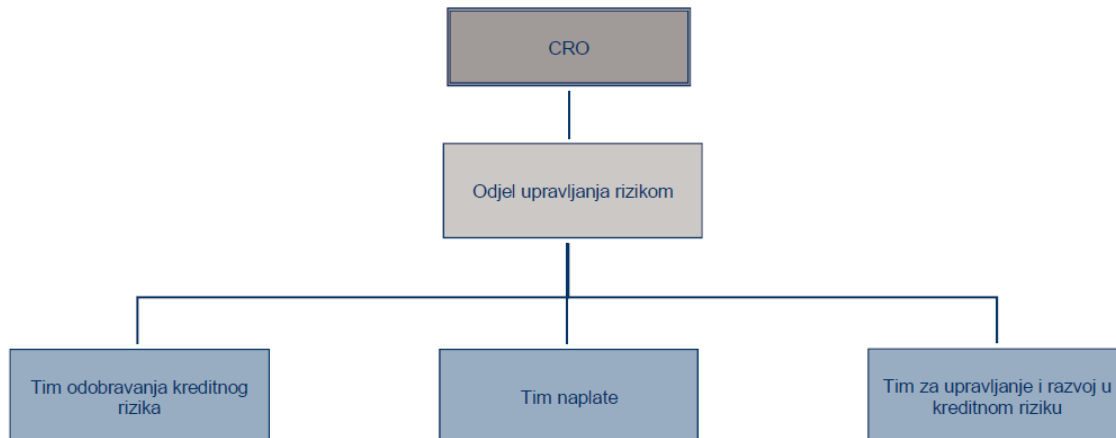 CRO
Odjel upravljanja rizikom
Tim odobravanja kreditnog
rizika
Tim naplate
Tim za upravljanje i razvoj u
kreditnom riziku